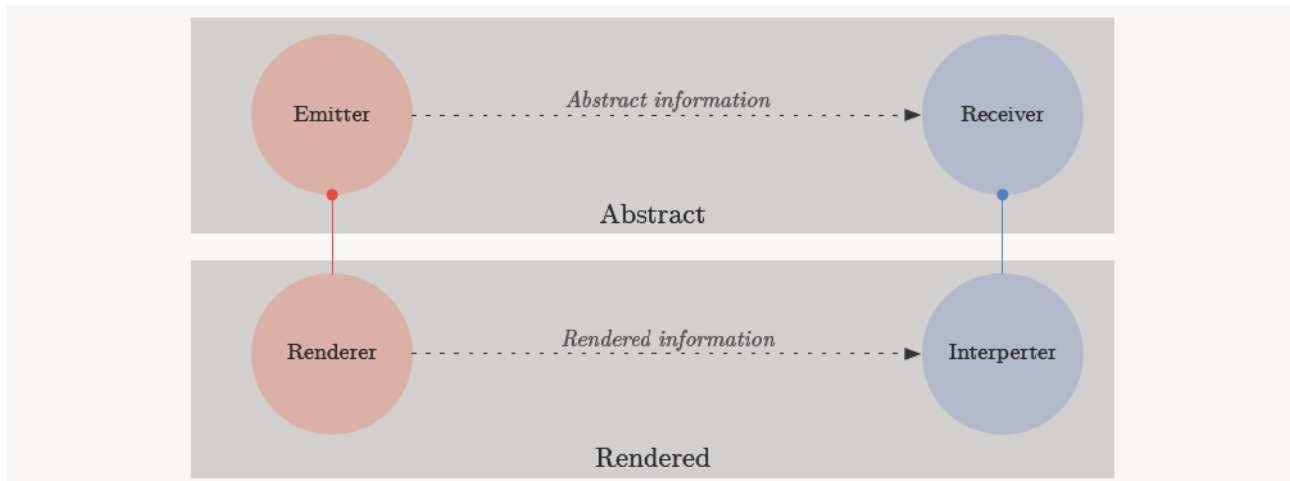 Abstract information
Emitter
Receiver
Abstract
Rendered information
Renderer
Interperter
Rendered